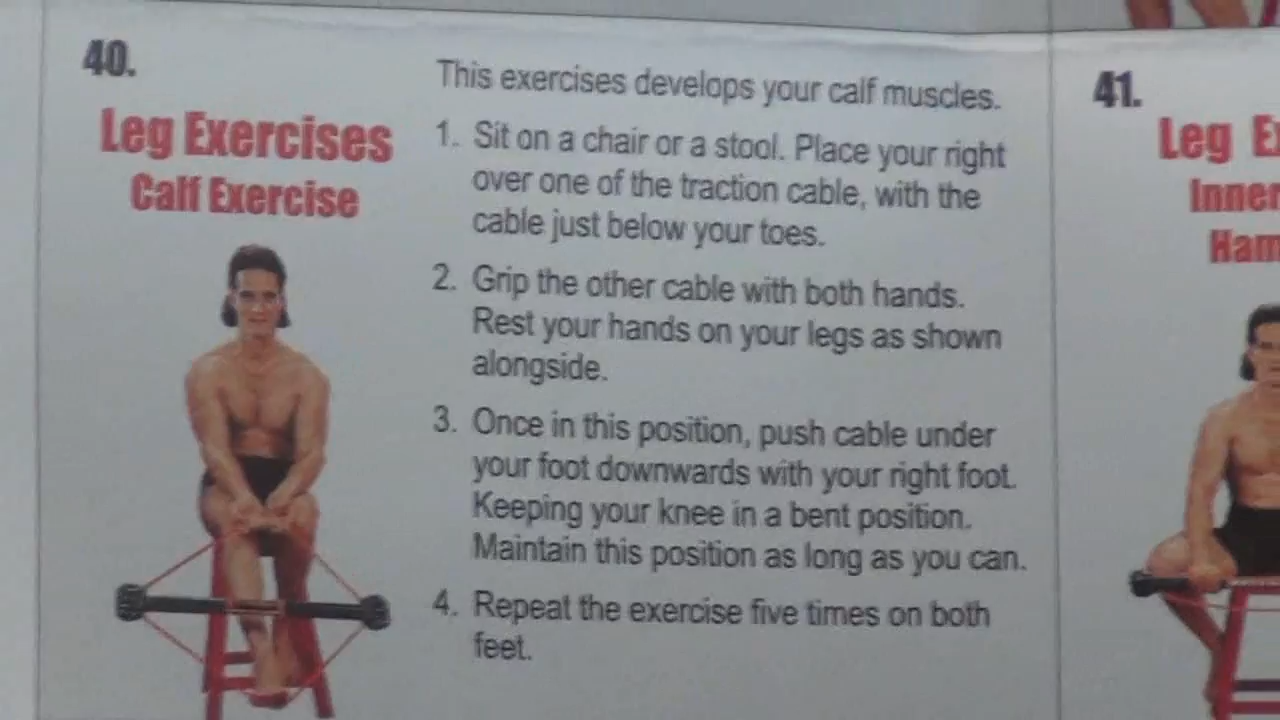 40.
Leg Exercises
Calf Exercise
This exercises develops your calf muscles.
1. Sit on a chair or a stool. Place your right
over one of the traction cable, with the
cable just below your toes.
2. Grip the other cable with both hands.
Rest your hands on your legs as shown
alongside.
3. Once in this position, push cable under
your foot downwards with your right foot.
Keeping your knee in a bent position.
Maintain this position as long as you can.
4. Repeat the exercise five times on both
feet.
41.
Leg
Inner